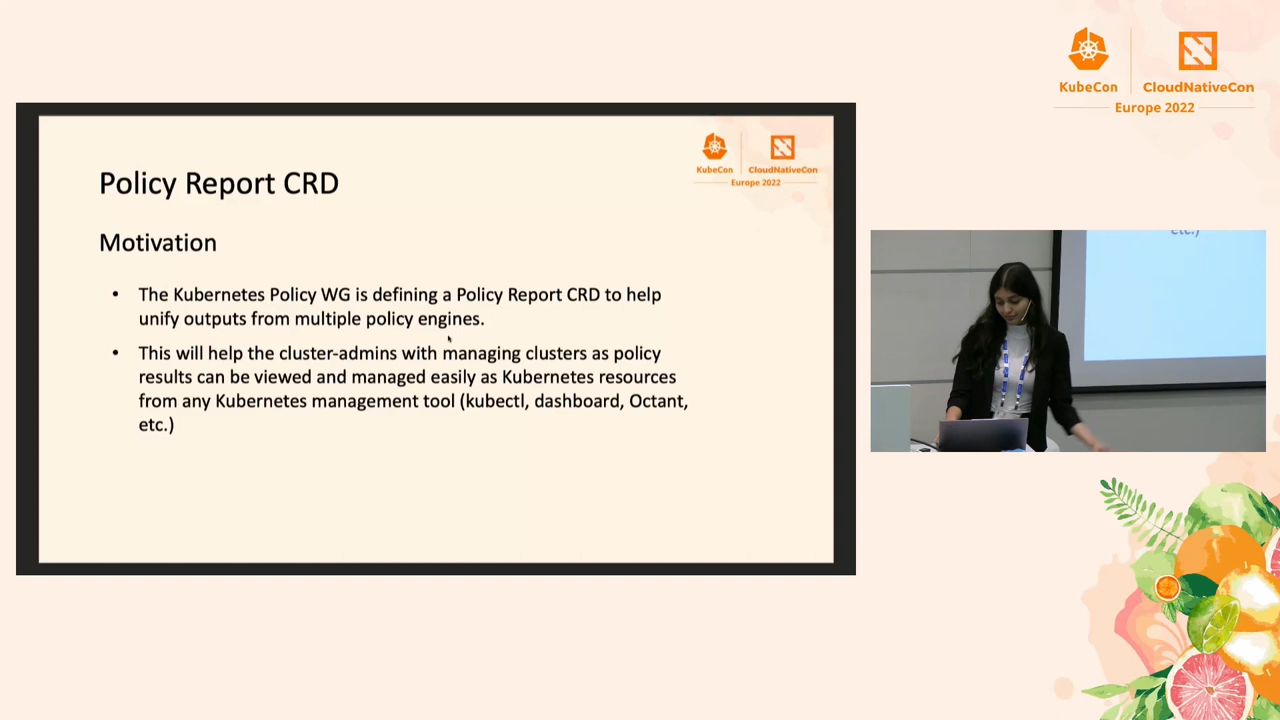 KubeCon
CloudNativeCon
Europe 2022
KubeCon
CloudNativeCon
Europe 2022
Policy Report CRD
Motivation
• The Kubernetes Policy WG is defining a Policy Report CRD to help
unify outputs from multiple policy engines.
• This will help the cluster-admins with managing clusters as policy
results can be viewed and managed easily as Kubernetes resources
from any Kubernetes management tool (kubectl, dashboard, Octant,
etc.)
etc.)